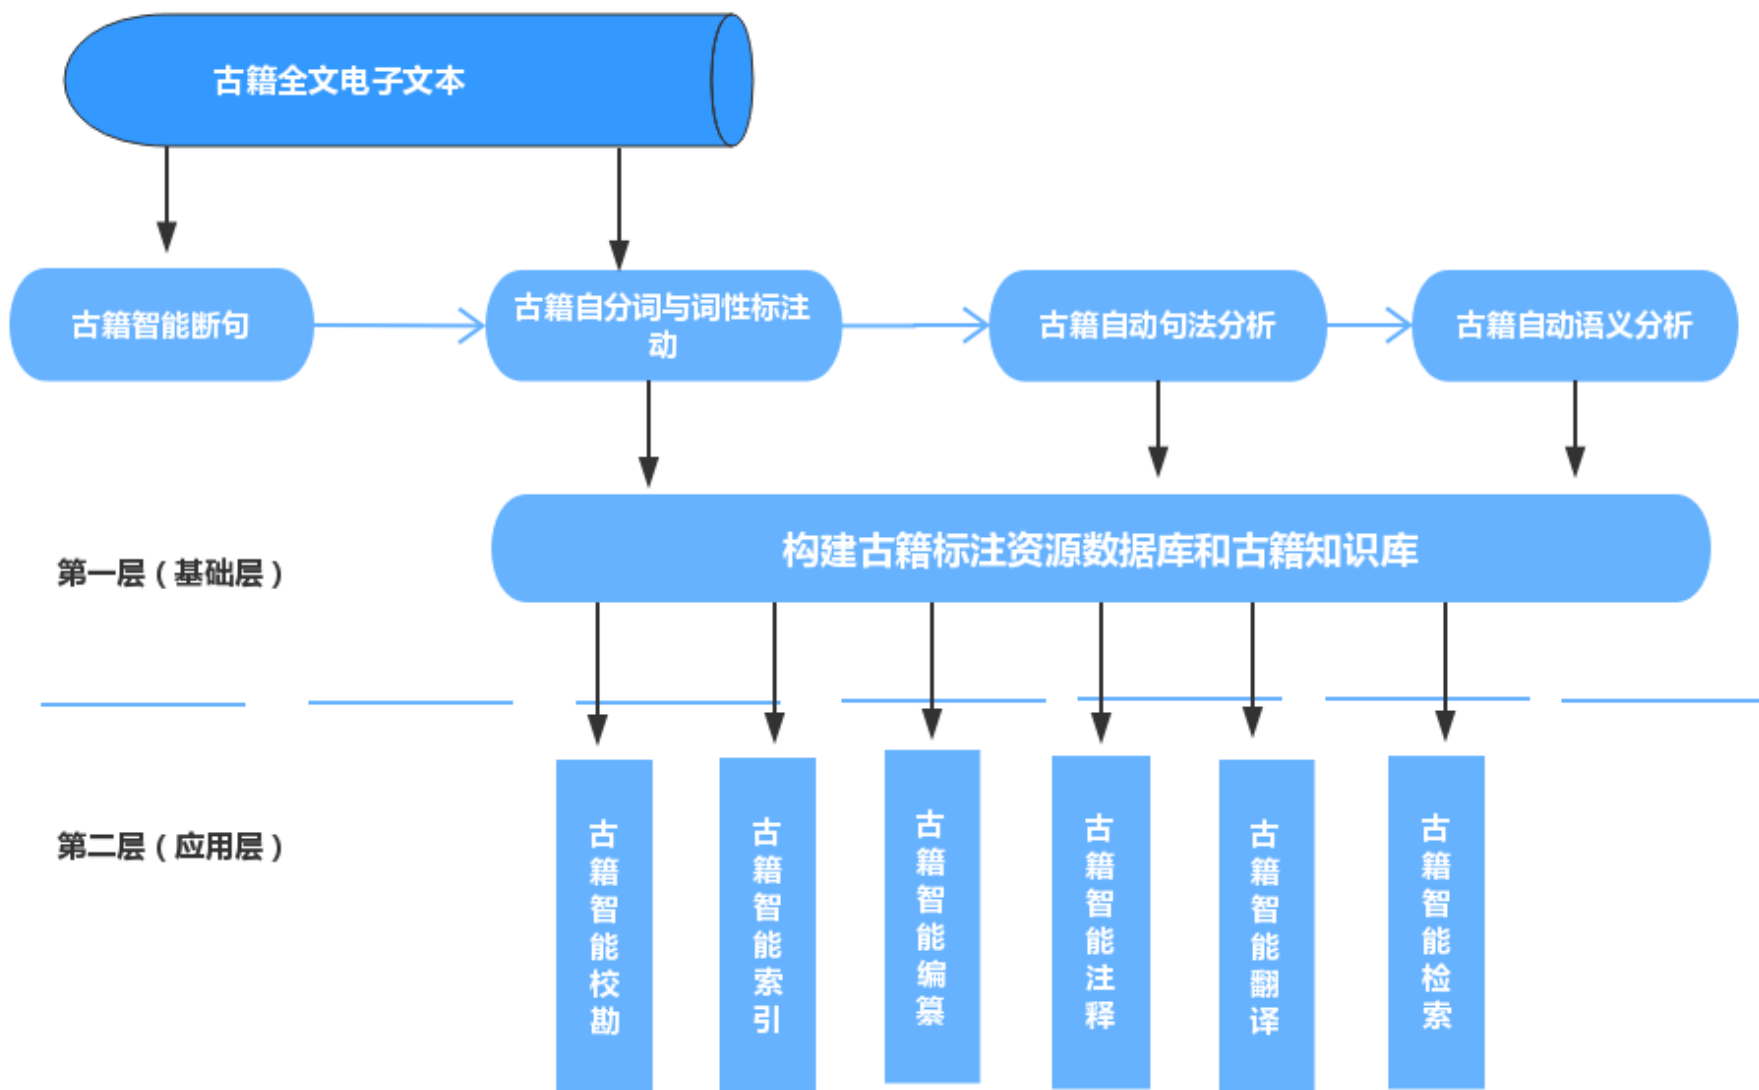 古籍全文电子文本
古籍智能断句
古籍自分词与词性标注
动
古籍自动句法分析
古籍自动语义分析
构建古籍标注资源数据库和古籍知识库
第一层（基础层）
第二层（应用层）
古籍智能校勘
古籍智能索引
古籍智能编纂
古籍智能注释
古籍智能翻译
古籍智能检索